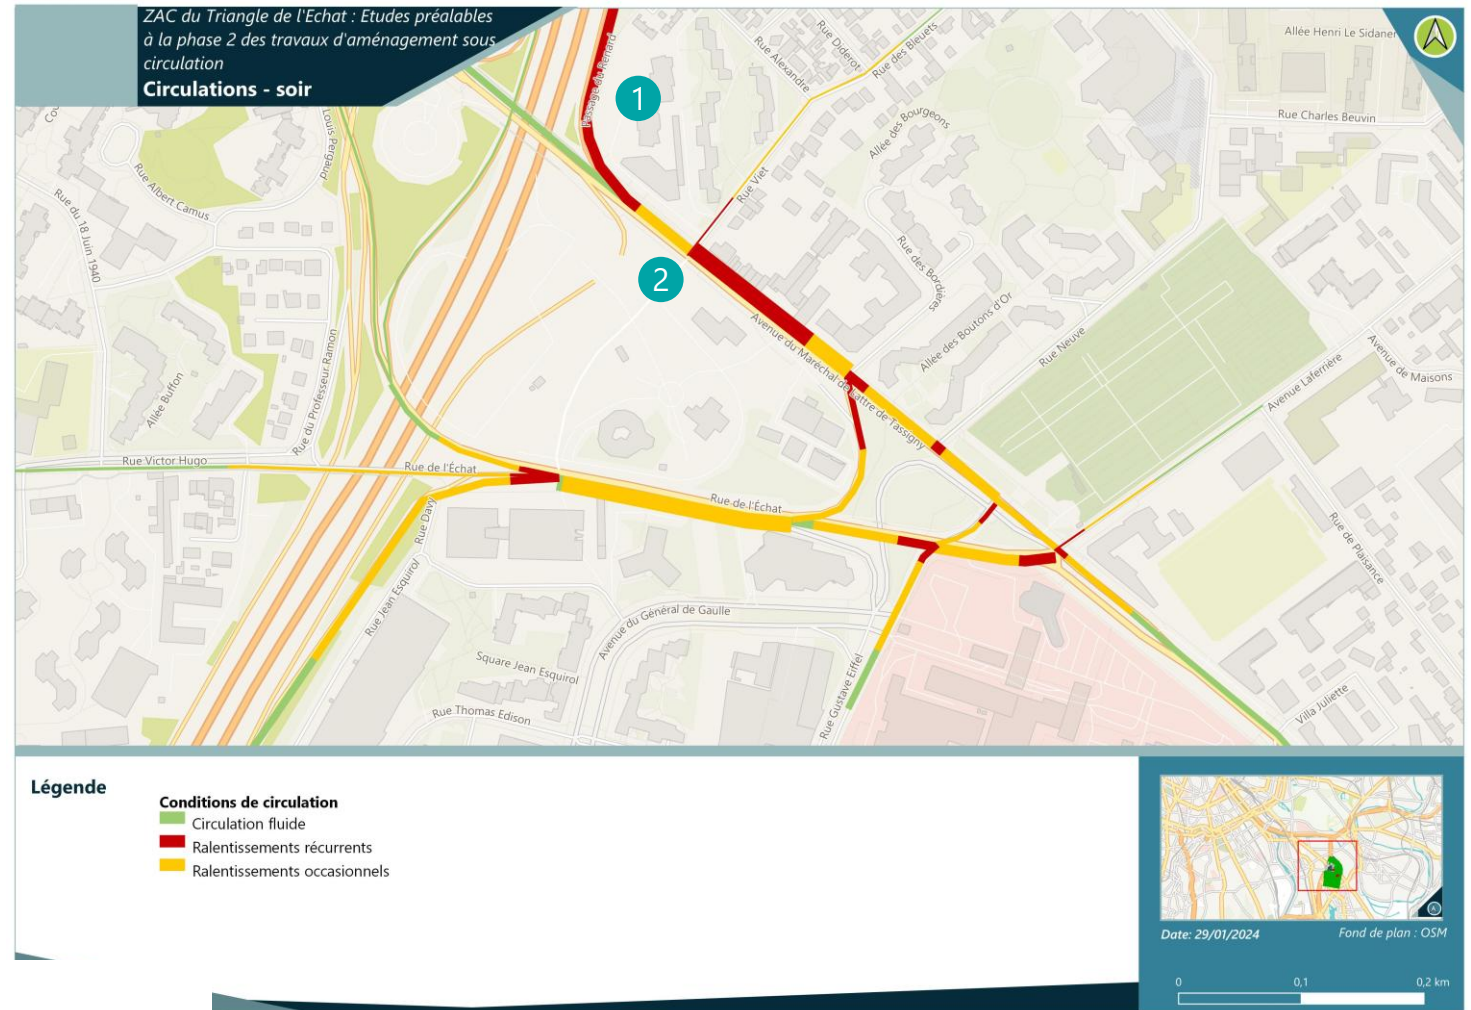 ZAC du Triangle de l'Echat : Etudes préalables
à la phase 2 des travaux d'aménagement sous
circulation
Circulations - soir
Allée Henri Le Sidaner
Rue Charles Beuvin
Passage du Renard
1
Rue Alexandre
Rue Diderot
Rue des Bleuets
Allée des Bourgeons
Rue Viet
Louis Pergaud
Rue Albert Camus
Rue du 18 Juin 1940
2
Rue des Bordières
Allée des Boutons d'Or
Rue Neuve
Avenue du Maréchal de Lattre de Tassigny
Avenue Laferrière
Avenue de Maisons
Allée Buffon
Rue du Professeur Ramon
Rue Victor Hugo
Rue de l'Échat
Rue de l'Échat
Rue Davy
Rue Jean Esquirol
Rue de Plaisance
Avenue du Général de Gaulle
Square Jean Esquirol
Rue Gustave Eiffel
Rue Thomas Edison
Villa Juliette
Légende
Conditions de circulation
Circulation fluide
Ralentissements récurrents
Ralentissements occasionnels
Date: 29/01/2024
Fond de plan : OSM
0 0,1 0,2 km